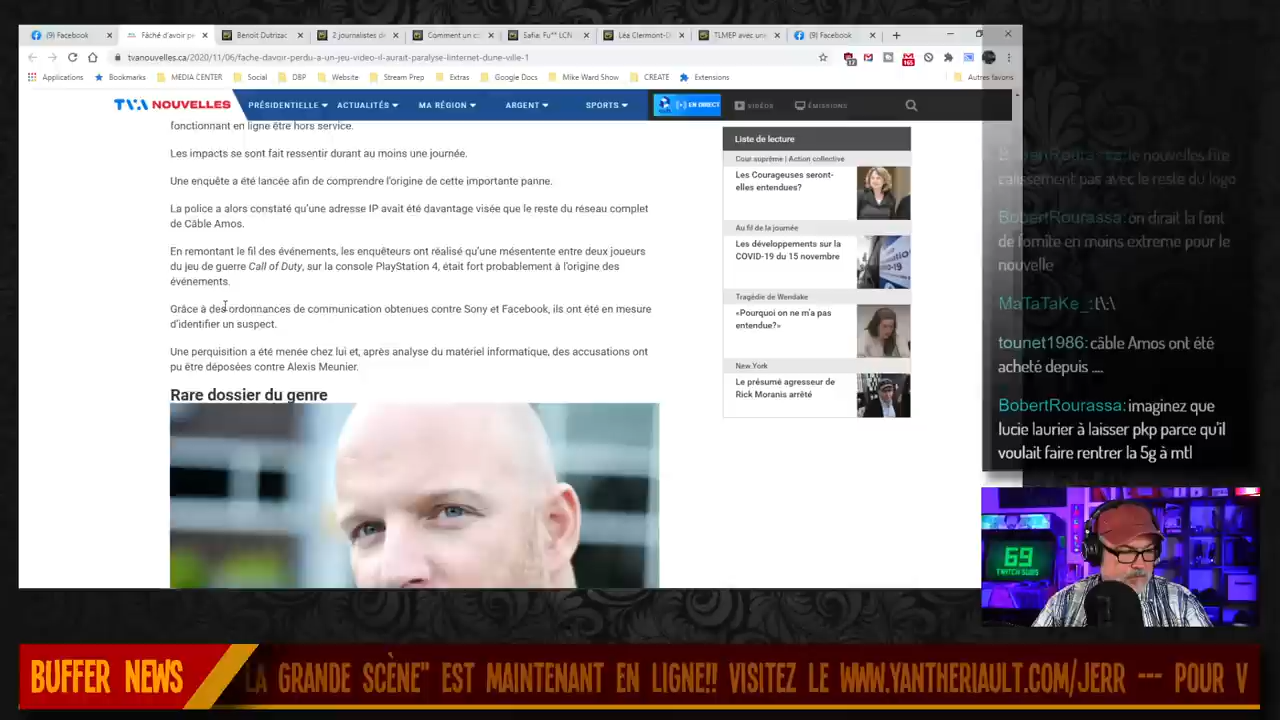 (9) Facebook
Fâché d'avoir pe
Benoit Dutrizac
2 journalistes d
Comment un c
Safia: Fu** LCN
Léa Clermont-D
TLMEP avec une
(9) Facebook
tvanouvelles.ca/2020/11/06/fache-davoir-perdu-a-un-jeu-video-il-aurait-paralyse-linternet-dune-ville-1
Applications
Bookmarks
MEDIA CENTER
Social
DBP
Website
Stream Prep
Extras
Google Docs
Mike Ward Show
CREATE
Extensions
Autres favoris
TVA NOUVELLES
PRÉSIDENTIELLE
ACTUALITÉS
MA RÉGION
ARGENT
SPORTS
EN DIRECT
VIDÉOS
ÉMISSIONS
fonctionnant en ligne être hors service.
Les impacts se sont fait ressentir durant au moins une journée.
Une enquête a été lancée afin de comprendre l'origine de cette importante panne.
La police a alors constaté qu'une adresse IP avait été davantage visée que le reste du réseau complet
de Câble Amos.
En remontant le fil des événements, les enquêteurs ont réalisé qu'une mésentente entre deux joueurs
du jeu de guerre Call of Duty, sur la console PlayStation 4, était fort probablement à l'origine des
événements.
Grâce à des ordonnances de communication obtenues contre Sony et Facebook, ils ont été en mesure
d'identifier un suspect.
Une perquisition a été menée chez lui et, après analyse du matériel informatique, des accusations ont
pu être déposées contre Alexis Meunier.
Rare dossier du genre
Liste de lecture
Cour suprême | Action collective
Les Courageuses seront-
elles entendues?
Au fil de la journée
Les développements sur la
COVID-19 du 15 novembre
Tragédie de Wendake
«Pourquoi on ne m'a pas
entendue?»
New York
Le présumé agresseur de
Rick Moranis arrêté
le nouvelles fite
calissement pas avec le reste du logo
BobertRourassa: on dirait la font
de fornite en moins extreme pour le
nouvelle
MaTaTaKe_: t\:\
tounet1986: câble Amos ont été
acheté depuis ....
BobertRourassa: imaginez que
lucie laurier à laisser pkp parce qu'il
voulait faire rentrer la 5g à mtl
69
TWITCH SUBS
BUFFER NEWS
LA GRANDE SCÈNE" EST MAINTENANT EN LIGNE!! VISITEZ LE WWW.YANTHERIAULT.COM/JERR --- POUR V